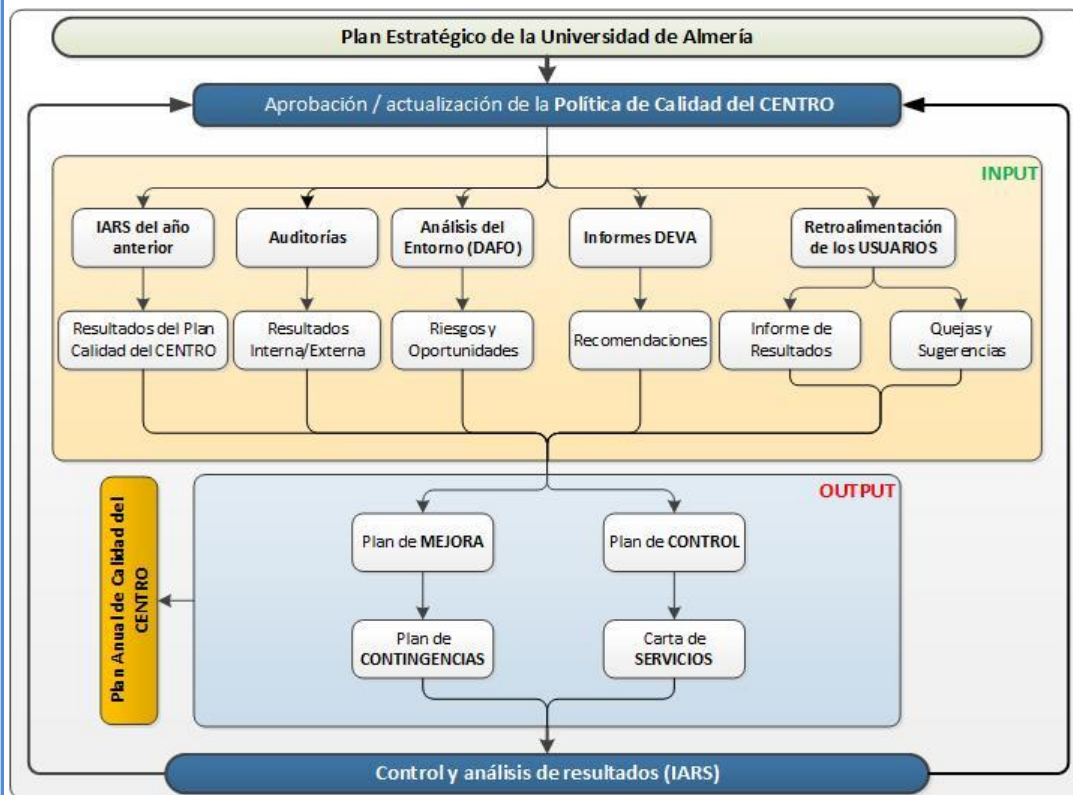 Plan Estratégico de la Universidad de Almería
Aprobación / actualización de la Política de Calidad del CENTRO
INPUT
IARS del año
anterior
Auditorías
Análisis del
Entorno (DAFO)
Informes DEVA
Retroalimentación
de los USUARIOS
Resultados del Plan
Calidad del CENTRO
Resultados
Interna/Externa
Riesgos y
Oportunidades
Recomendaciones
Informe de
Resultados
Quejas y
Sugerencias
OUTPUT
Plan Anual de Calidad del
CENTRO
Plan de MEJORA
Plan de CONTROL
Plan de
CONTINGENCIAS
Carta de
SERVICIOS
Control y análisis de resultados (IARS)